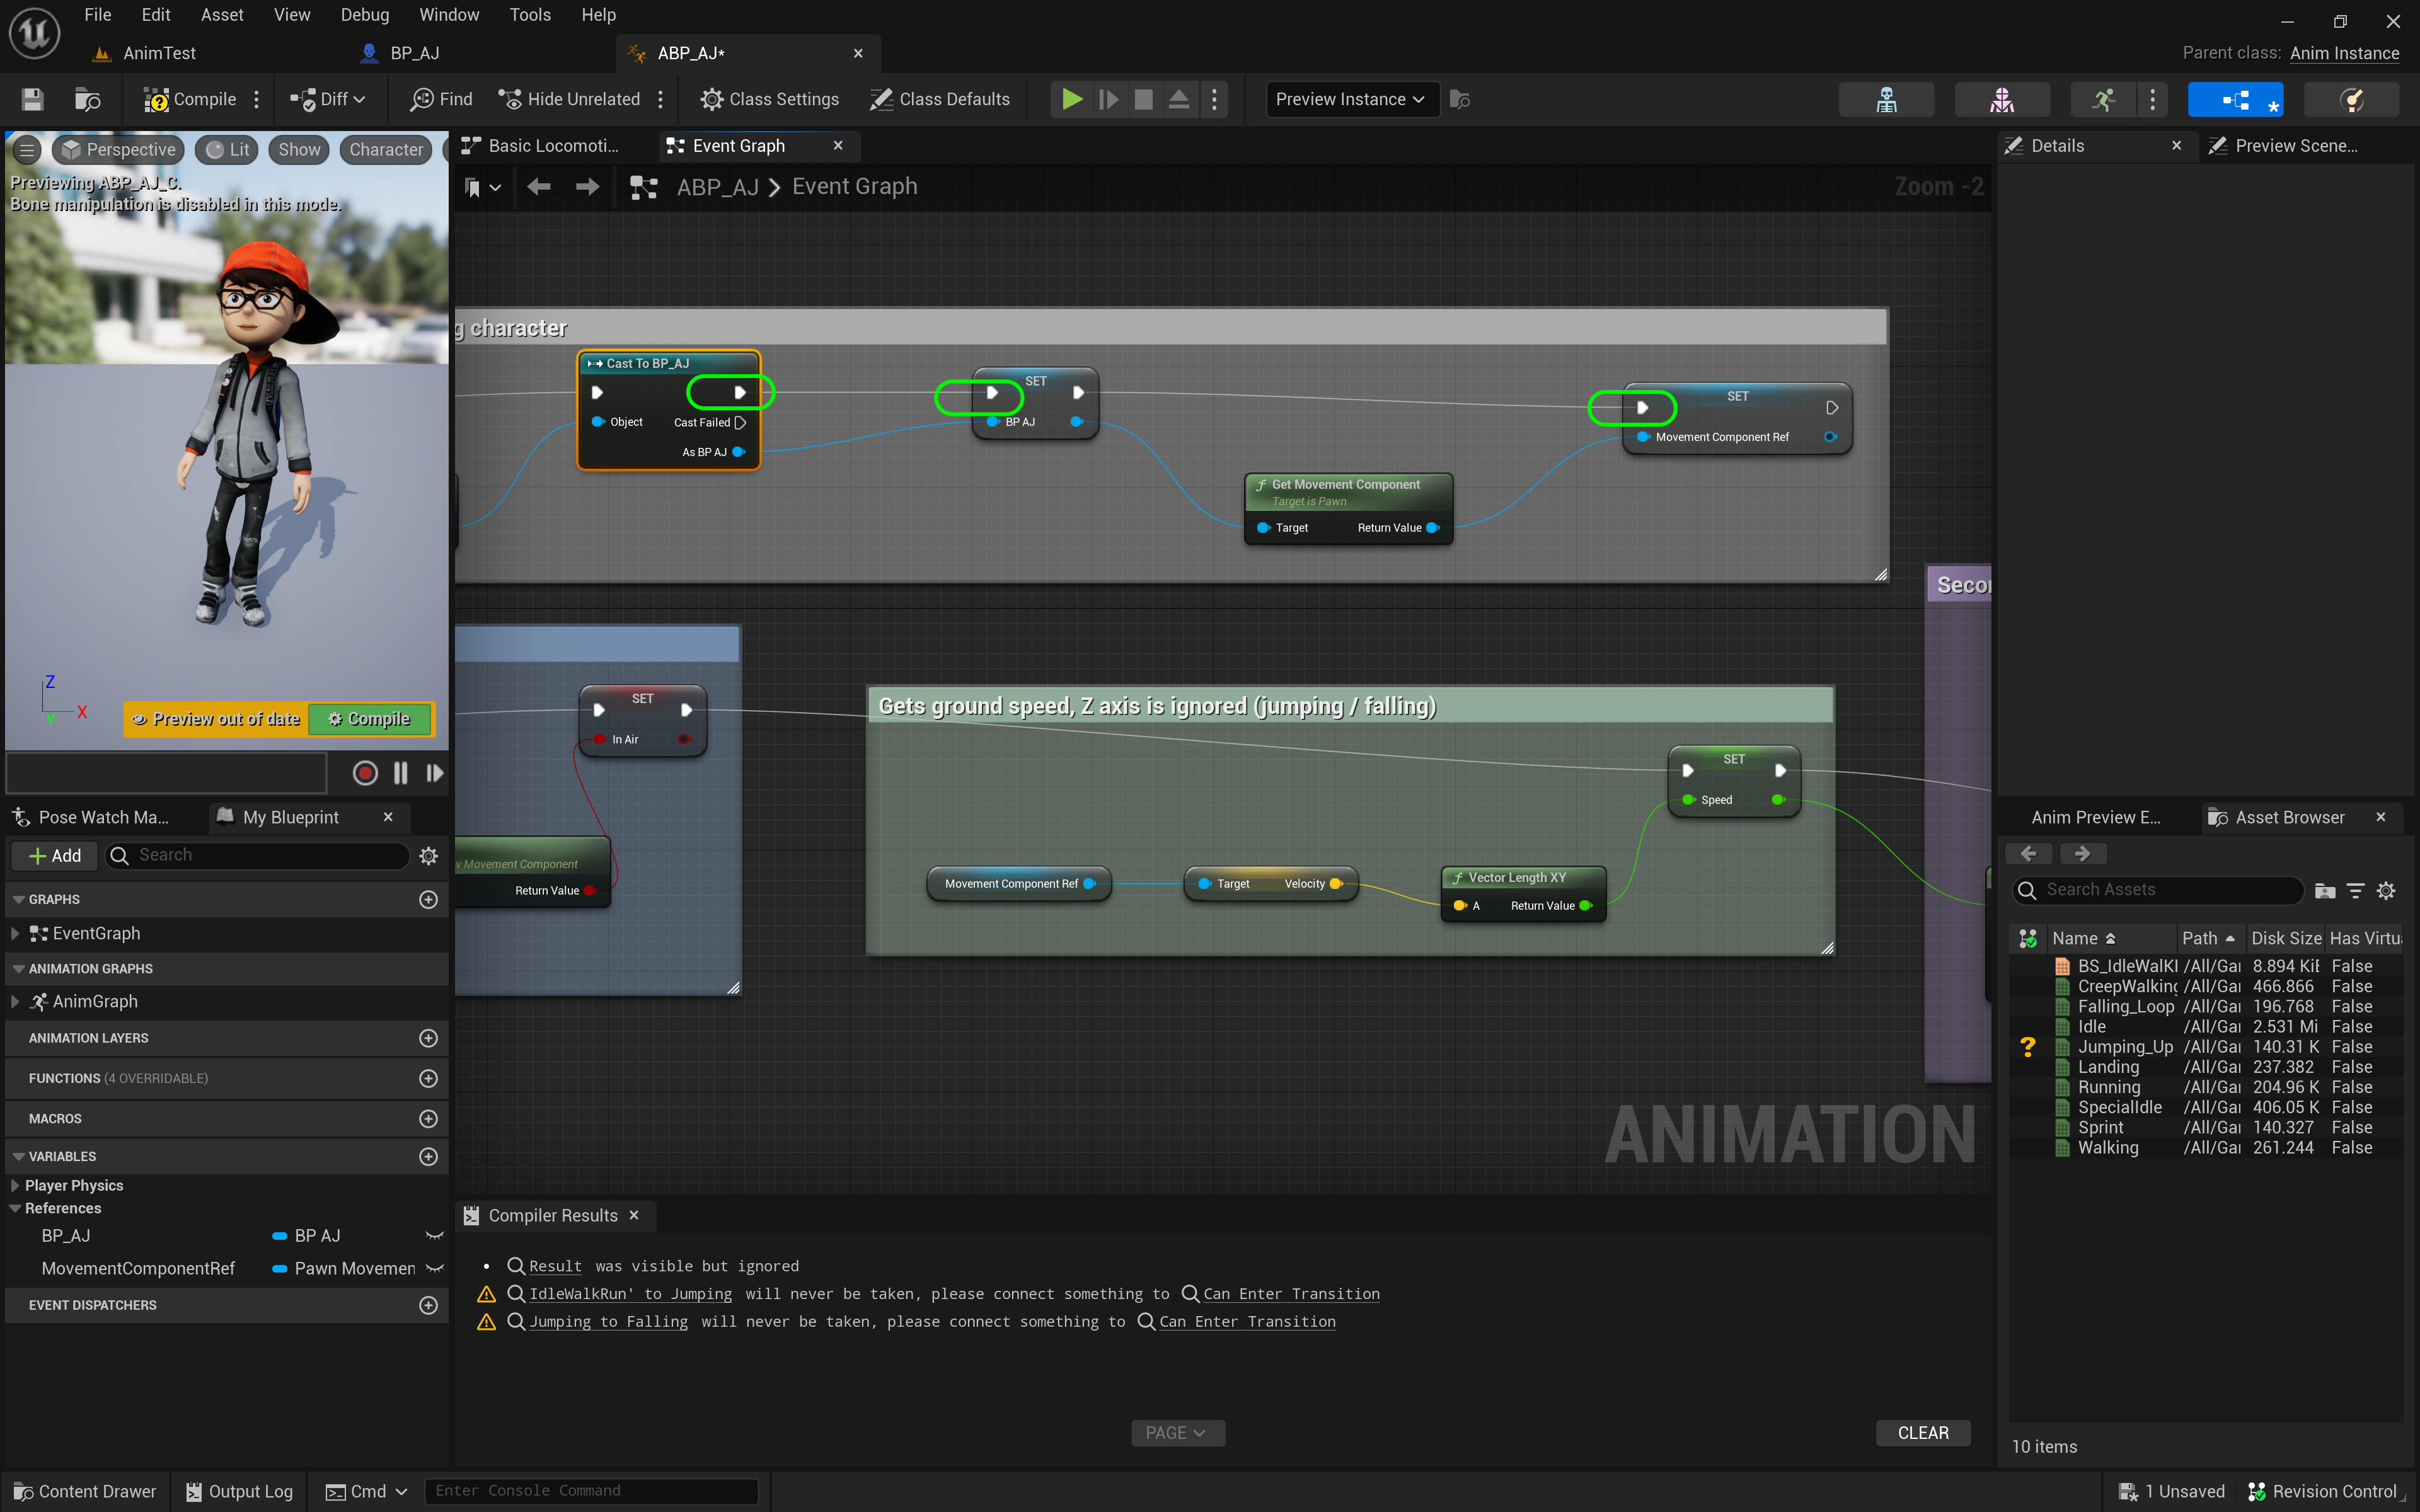 File Edit Asset View Debug Window Tools Help
AnimTest BP_AJ ABP_AJ* Parent class: Anim Instance
Compile Diff Find Hide Unrelated Class Settings Class Defaults Preview Instance
Perspective Lit Show Character
Previewing ABP_AJ_C.
Bone manipulation is disabled in this mode.
Z
X
Y
Preview out of date Compile
Pose Watch Ma... My Blueprint
Add Search
GRAPHS
EventGraph
ANIMATION GRAPHS
AnimGraph
ANIMATION LAYERS
FUNCTIONS (4 OVERRIDABLE)
MACROS
VARIABLES
Player Physics
References
BP_AJ BP AJ
MovementComponentRef Pawn Movemen
EVENT DISPATCHERS
Basic Locomoti... Event Graph
ABP_AJ > Event Graph Zoom -2
g character
Cast To BP_AJ
Object Cast Failed
As BP AJ
SET
BP AJ
Get Movement Component
Target is Pawn
Target Return Value
SET
Movement Component Ref
Seco
SET
In Air
v Movement Component
Return Value
Gets ground speed, Z axis is ignored (jumping / falling)
SET
Speed
Movement Component Ref
Target Velocity
Vector Length XY
A Return Value
ANIMATION
Compiler Results
Result was visible but ignored
IdleWalkRun' to Jumping will never be taken, please connect something to Can Enter Transition
Jumping to Falling will never be taken, please connect something to Can Enter Transition
PAGE CLEAR
Details Preview Scene...
Anim Preview E... Asset Browser
Search Assets
Name Path Disk Size Has Virtu
BS_IdleWalkI /All/Gai 8.894 KiE False
CreepWalking /All/Gai 466.866 False
Falling_Loop /All/Gai 196.768 False
Idle /All/Gai 2.531 Mi False
Jumping_Up /All/Gai 140.31 K False
Landing /All/Gai 237.382 False
Running /All/Gai 204.96 K False
SpecialIdle /All/Gai 406.05 K False
Sprint /All/Gai 140.327 False
Walking /All/Gai 261.244 False
10 items
Content Drawer Output Log Cmd Enter Console Command 1 Unsaved Revision Control